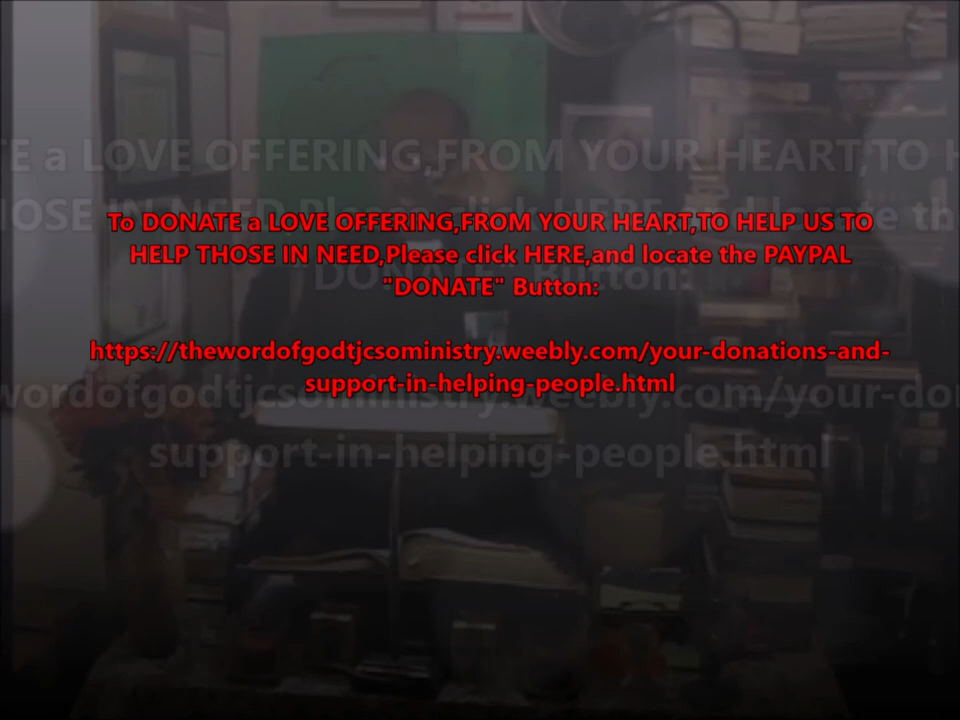 To DONATE a LOVE OFFERING,FROM YOUR HEART,TO HELP US TO
HELP THOSE IN NEED,Please click HERE,and locate the PAYPAL
"DONATE" Button:
https://thewordofgodtjcsoministry.weebly.com/your-donations-and-
support-in-helping-people.html